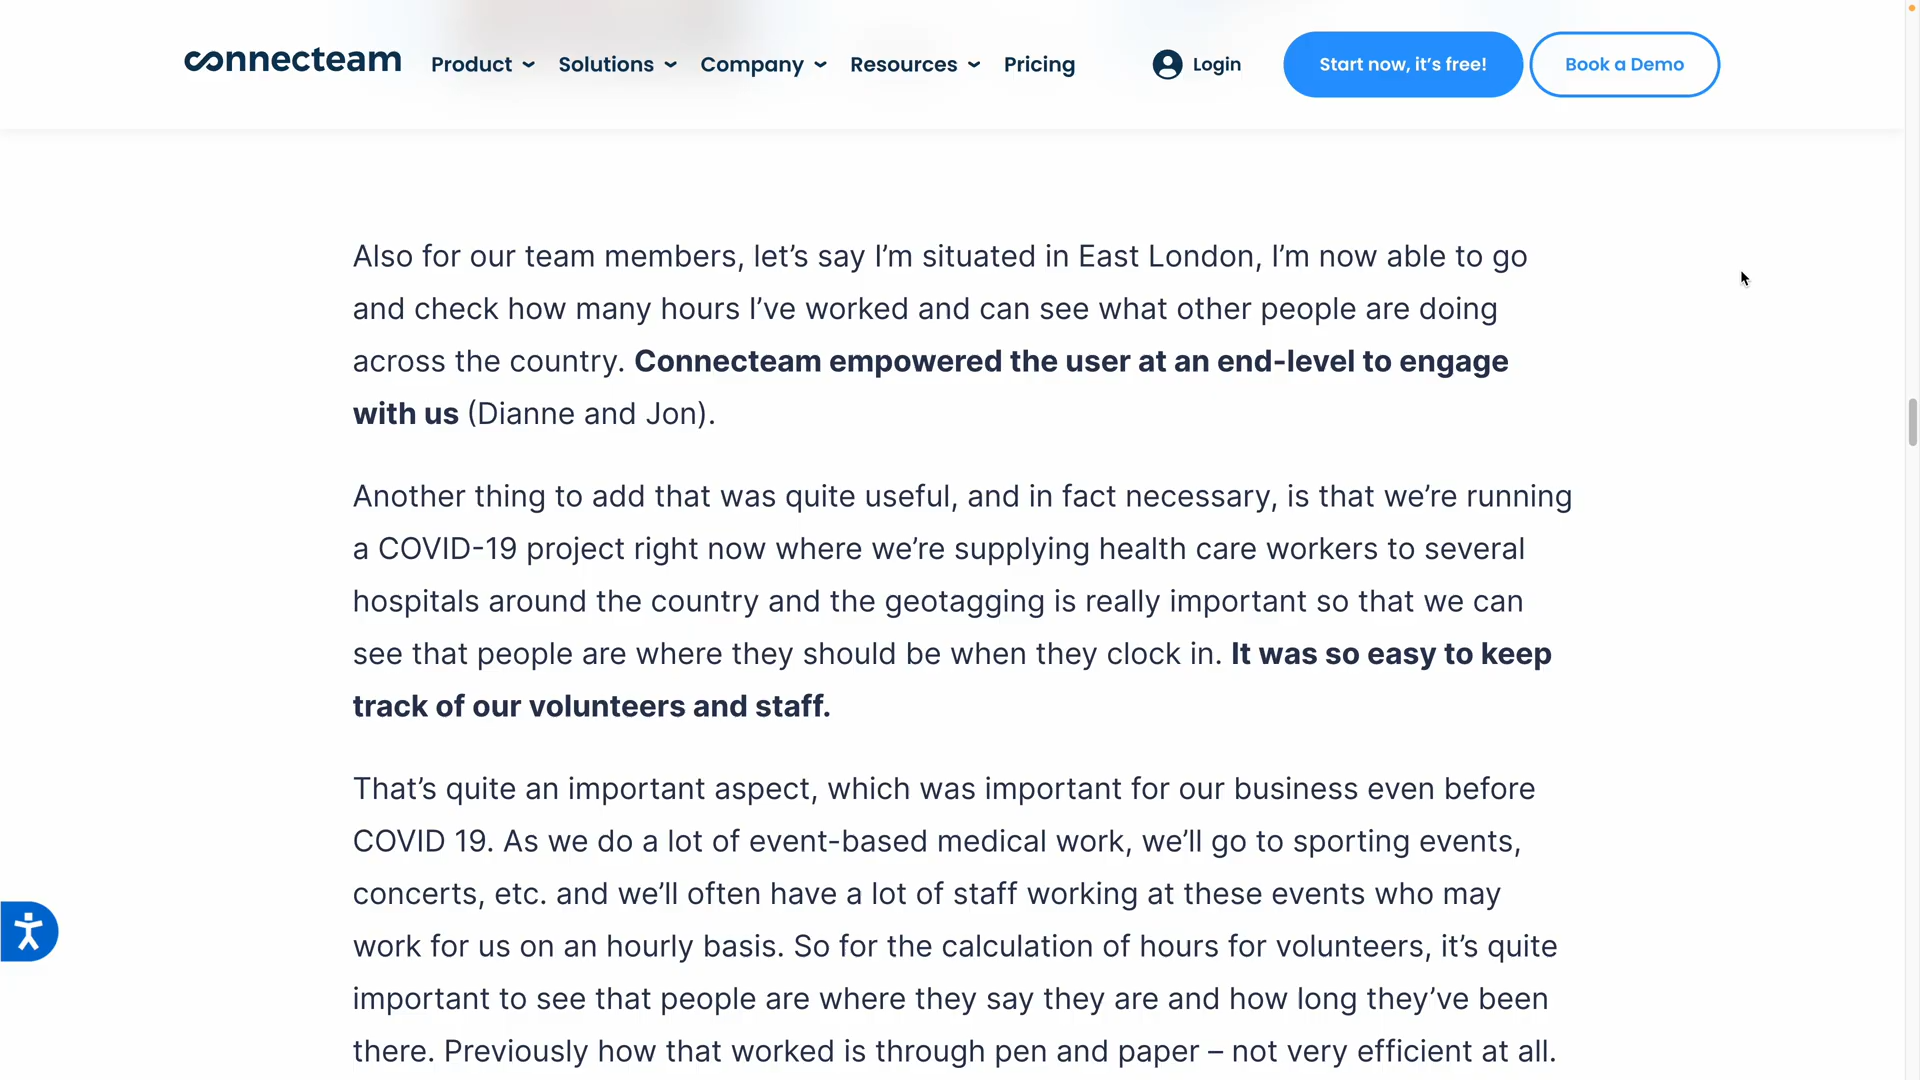 connecteam Product Solutions Company Resources Pricing Login Start now, it’s free! Book a Demo
Also for our team members, let’s say I’m situated in East London, I’m now able to go
and check how many hours I’ve worked and can see what other people are doing
across the country. Connecteam empowered the user at an end-level to engage
with us (Dianne and Jon).
Another thing to add that was quite useful, and in fact necessary, is that we’re running
a COVID-19 project right now where we’re supplying health care workers to several
hospitals around the country and the geotagging is really important so that we can
see that people are where they should be when they clock in. It was so easy to keep
track of our volunteers and staff.
That’s quite an important aspect, which was important for our business even before
COVID 19. As we do a lot of event-based medical work, we’ll go to sporting events,
concerts, etc. and we’ll often have a lot of staff working at these events who may
work for us on an hourly basis. So for the calculation of hours for volunteers, it’s quite
important to see that people are where they say they are and how long they’ve been
there. Previously how that worked is through pen and paper – not very efficient at all.